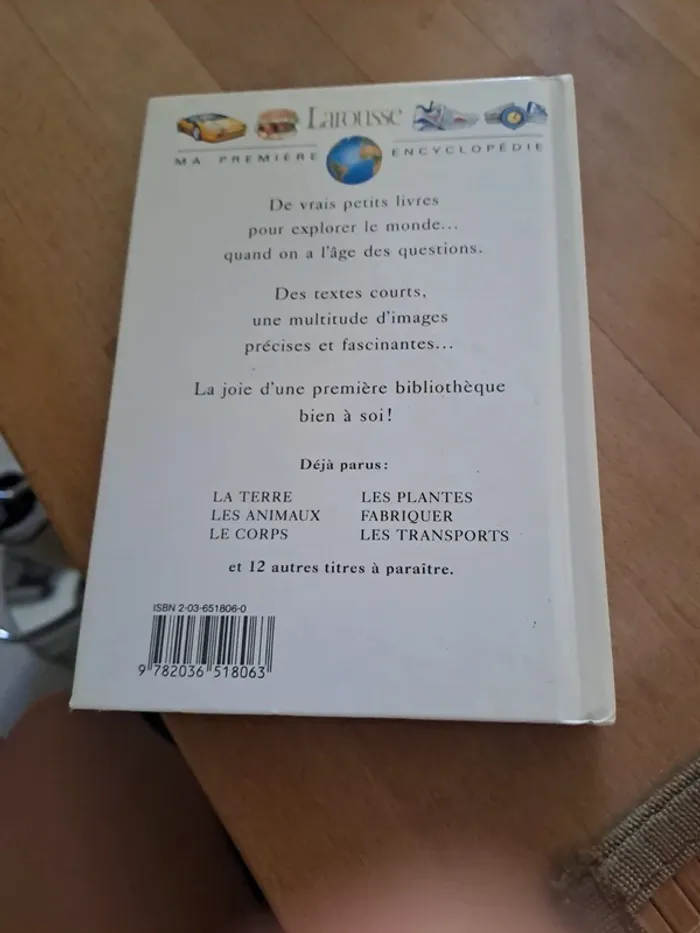 Larousse
MA PREMIÈRE ENCYCLOPÉDIE
De vrais petits livres
pour explorer le monde...
quand on a l'âge des questions.
Des textes courts,
une multitude d'images
précises et fascinantes...
La joie d'une première bibliothèque
bien à soi!
Déjà parus:
LA TERRE LES PLANTES
LES ANIMAUX FABRIQUER
LE CORPS LES TRANSPORTS
et 12 autres titres à paraître.
ISBN 2-03-651806-0
9 782036 518063